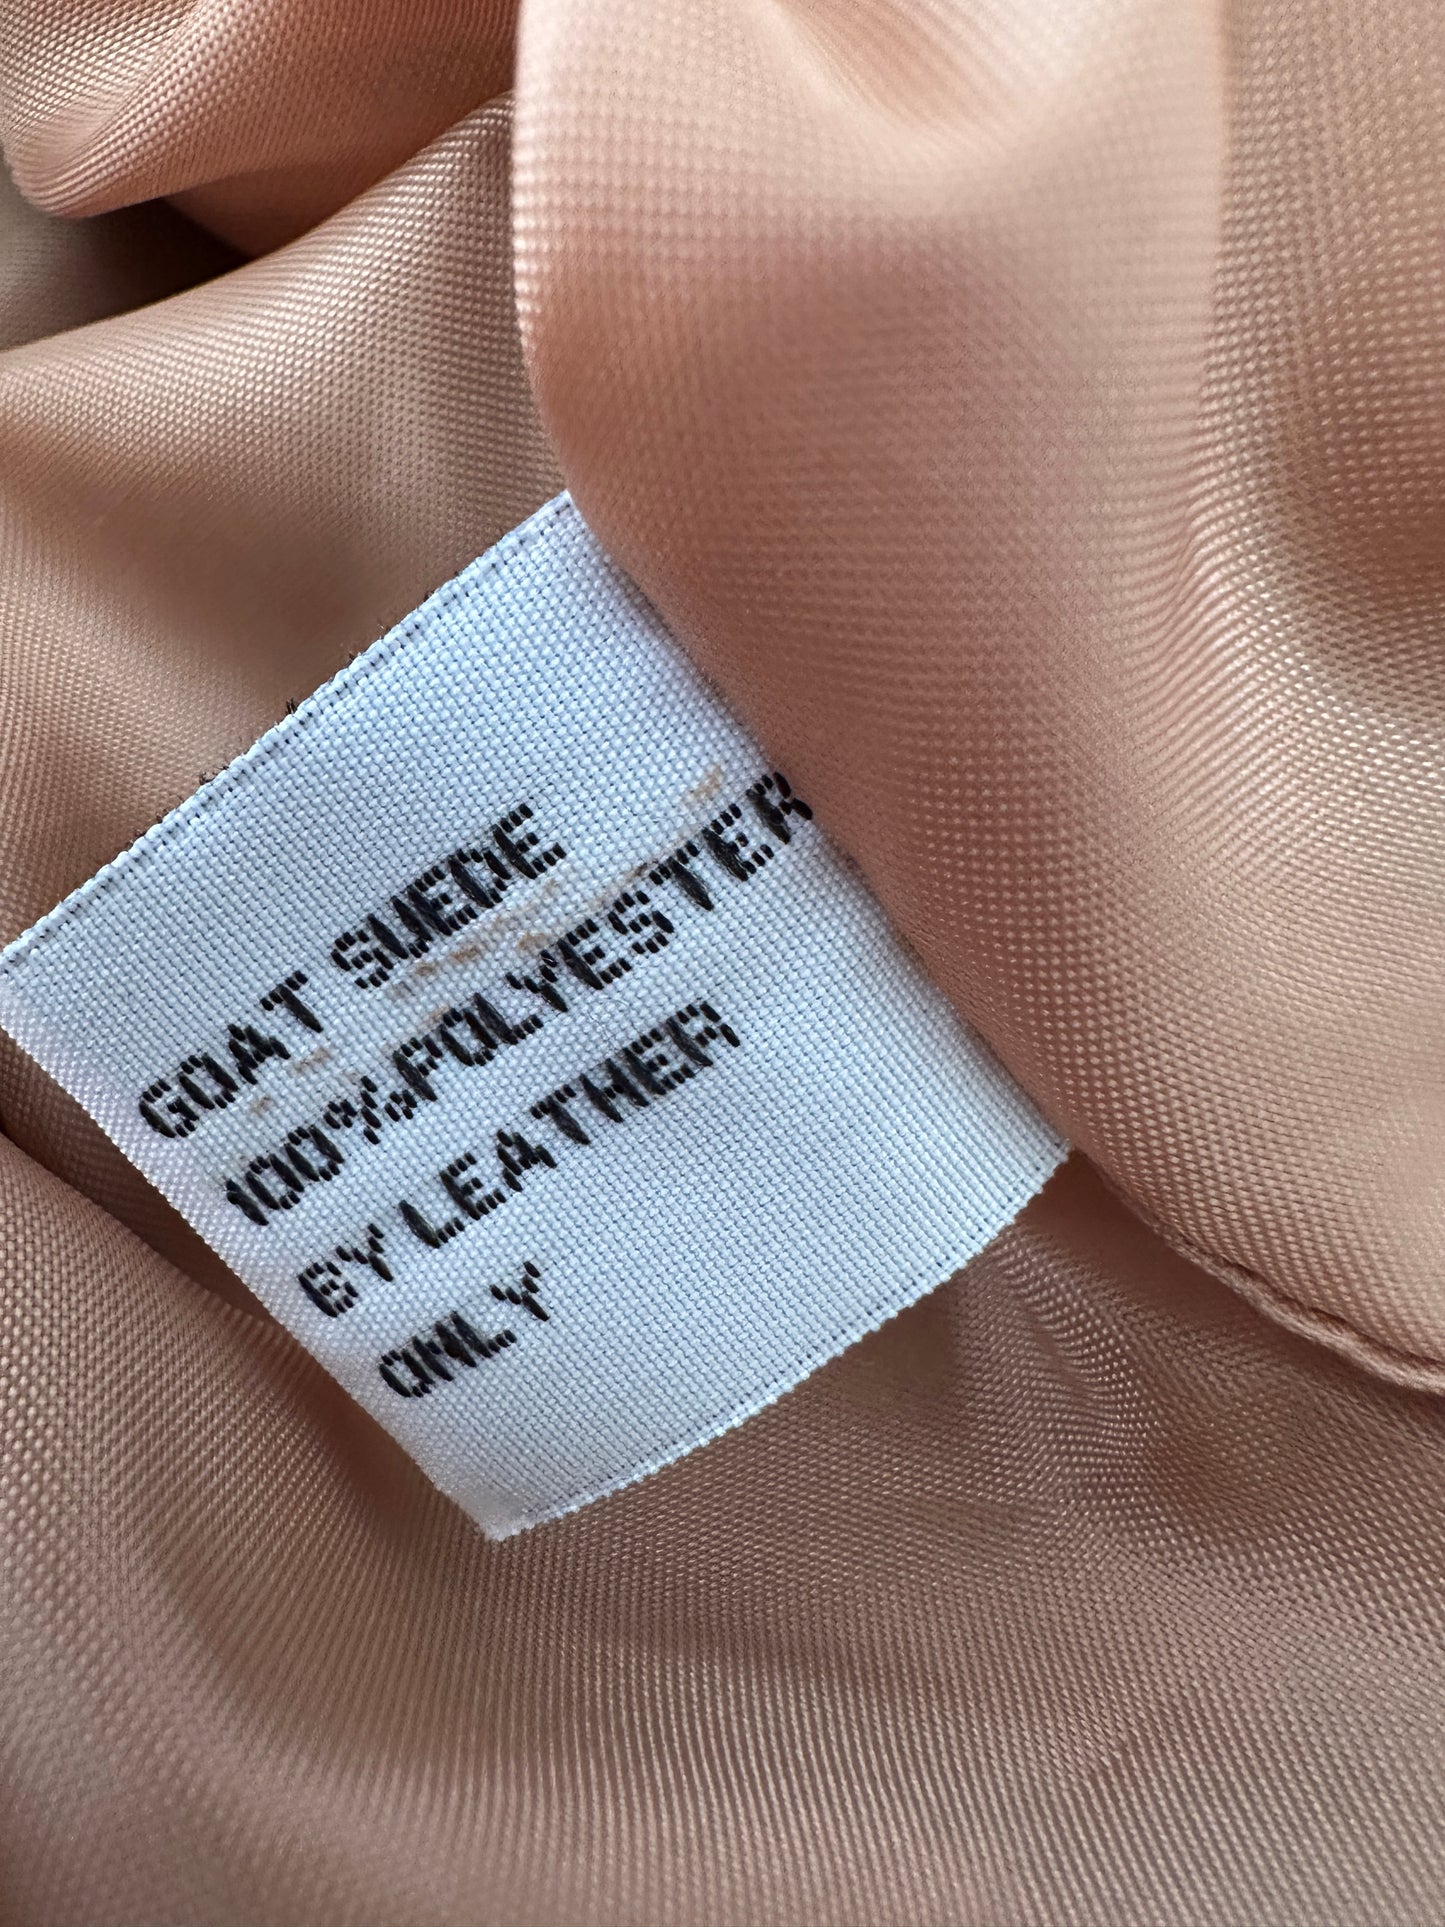 GOAT SUEDE
100%POLYESTER
BY LEATHER
ONLY